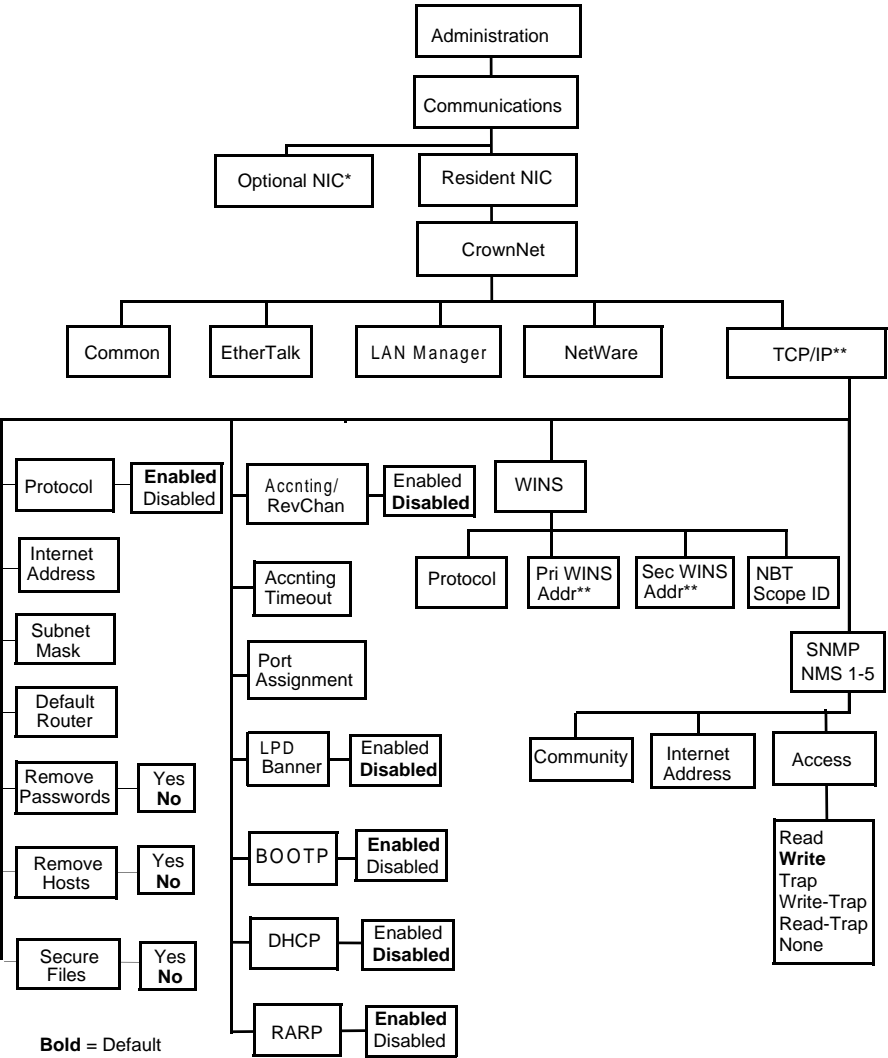 Administration
Communications
Optional NIC*
Resident NIC
CrownNet
Common
EtherTalk
LAN Manager
NetWare
TCP/IP**
Protocol
Enabled
Disabled
Internet
Address
Subnet
Mask
Default
Router
Remove
Passwords
Yes
No
Remove
Hosts
Yes
No
Secure
Files
Yes
No
Accnting/
RevChan
Enabled
Disabled
Accnting
Timeout
Port
Assignment
LPD
Banner
Enabled
Disabled
BOOTP
Enabled
Disabled
DHCP
Enabled
Disabled
RARP
Enabled
Disabled
WINS
Protocol
Pri WINS
Addr**
Sec WINS
Addr**
NBT
Scope ID
SNMP
NMS 1-5
Community
Internet
Address
Access
Read
Write
Trap
Write-Trap
Read-Trap
None
Bold = Default